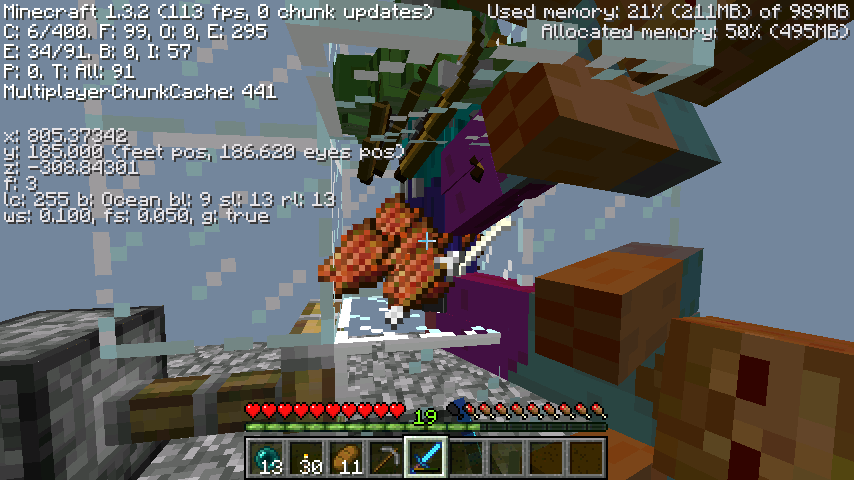 Minecraft 1.3.2 (113 fps, 0 chunk updates)
C: 6/400, F: 99, O: 0, E: 295
E: 34/91, B: 0, I: 57
P: 0, T: All: 91
MultiplayerChunkCache: 441
Used memory: 21% (211MB) of 989MB
Allocated memory: 50% (495MB)
x: 805.37342
y: 185.000 (feet pos, 186.620 eyes pos)
z: -308.84301
f: 3
lc: 255 b: Ocean bl: 9 sl: 13 rl: 13
ws: 0.100, fs: 0.050, g: true
19
13 30 11